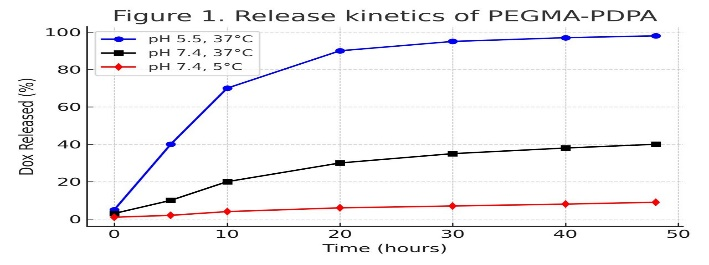 Figure 1. Release kinetics of PEGMA-PDPA
pH 5.5, 37°C
pH 7.4, 37°C
pH 7.4, 5°C
Dox Released (%)
100
80
60
40
20
0
0 10 20 30 40 50
Time (hours)